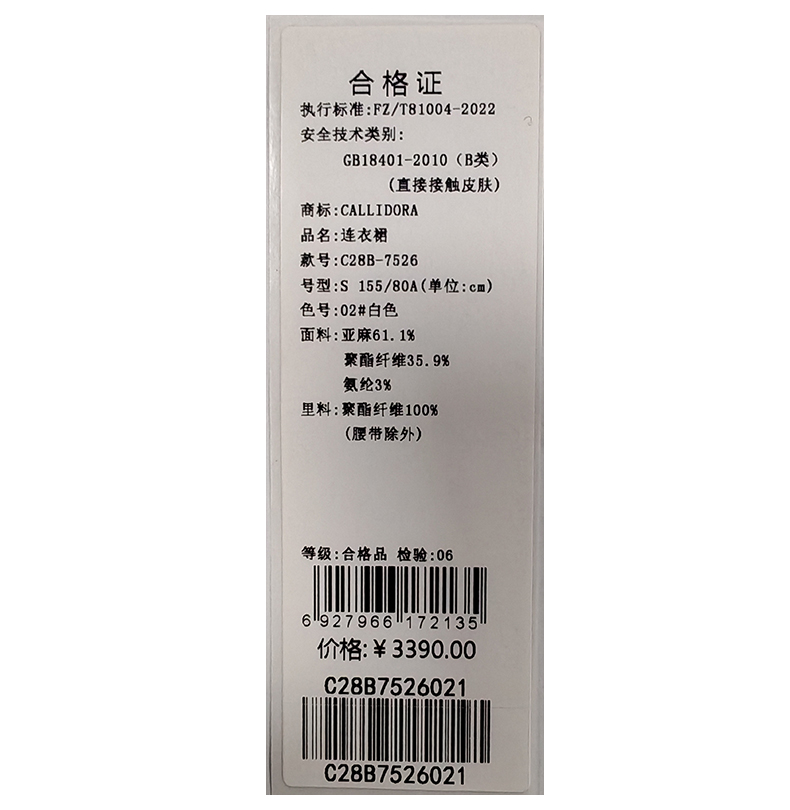 合格证
执行标准:FZ/T81004-2022
安全技术类别:
GB18401-2010（B类）
(直接接触皮肤)
商标:CALLIDORA
品名:连衣裙
款号:C28B-7526
号型:S 155/80A(单位:cm)
色号:02#白色
面料:亚麻61.1%
聚酯纤维35.9%
氨纶3%
里料:聚酯纤维100%
(腰带除外)
等级:合格品 检验:06
6 927966 172135
价格:¥3390.00
C28B7526021
C28B7526021